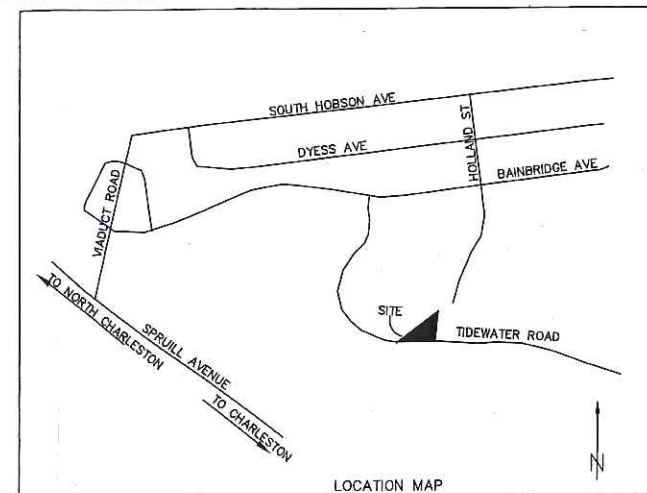 SOUTH HOBSON AVE
DYESS AVE
HOLLAND ST
BAINBRIDGE AVE
VIADUCT ROAD
TO NORTH CHARLESTON
SPRUILL AVENUE
TO CHARLESTON
SITE
TIDEWATER ROAD
N
LOCATION MAP